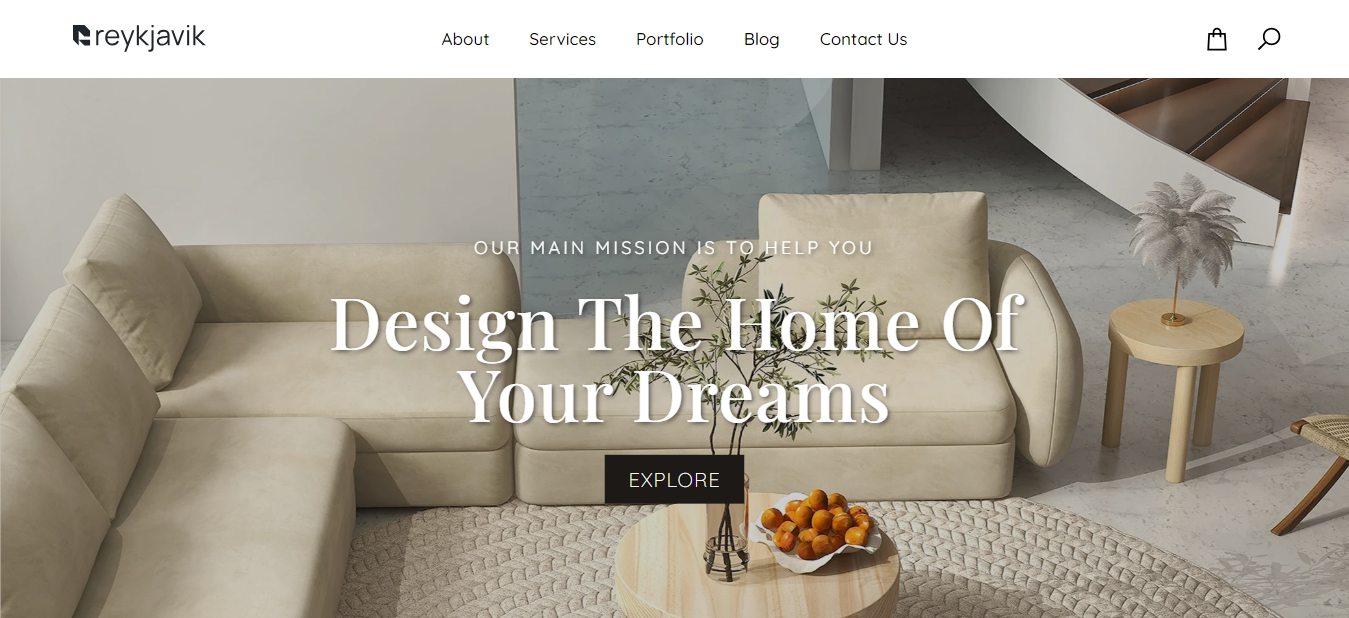 reykjavik
About Services Portfolio Blog Contact Us
OUR MAIN MISSION IS TO HELP YOU
Design The Home Of
Your Dreams
EXPLORE